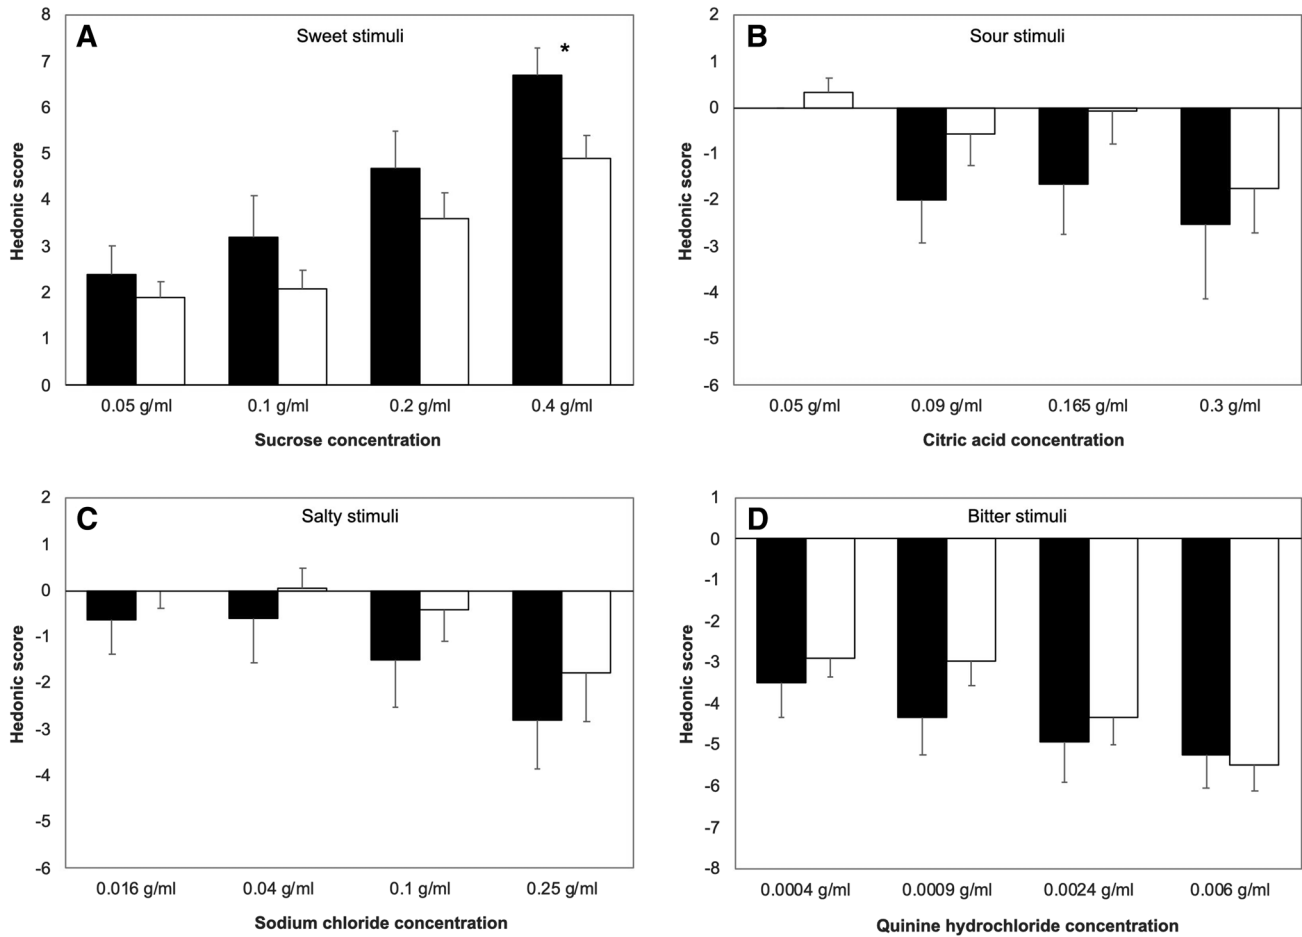 A
Sweet stimuli
*
8
7
6
5
4
3
2
1
0
Hedonic score
0.05 g/ml 0.1 g/ml 0.2 g/ml 0.4 g/ml
Sucrose concentration
B
Sour stimuli
2
1
0
-1
-2
-3
-4
-5
-6
Hedonic score
0.05 g/ml 0.09 g/ml 0.165 g/ml 0.3 g/ml
Citric acid concentration
C
Salty stimuli
2
1
0
-1
-2
-3
-4
-5
-6
Hedonic score
0.016 g/ml 0.04 g/ml 0.1 g/ml 0.25 g/ml
Sodium chloride concentration
D
Bitter stimuli
1
0
-1
-2
-3
-4
-5
-6
-7
-8
Hedonic score
0.0004 g/ml 0.0009 g/ml 0.0024 g/ml 0.006 g/ml
Quinine hydrochloride concentration